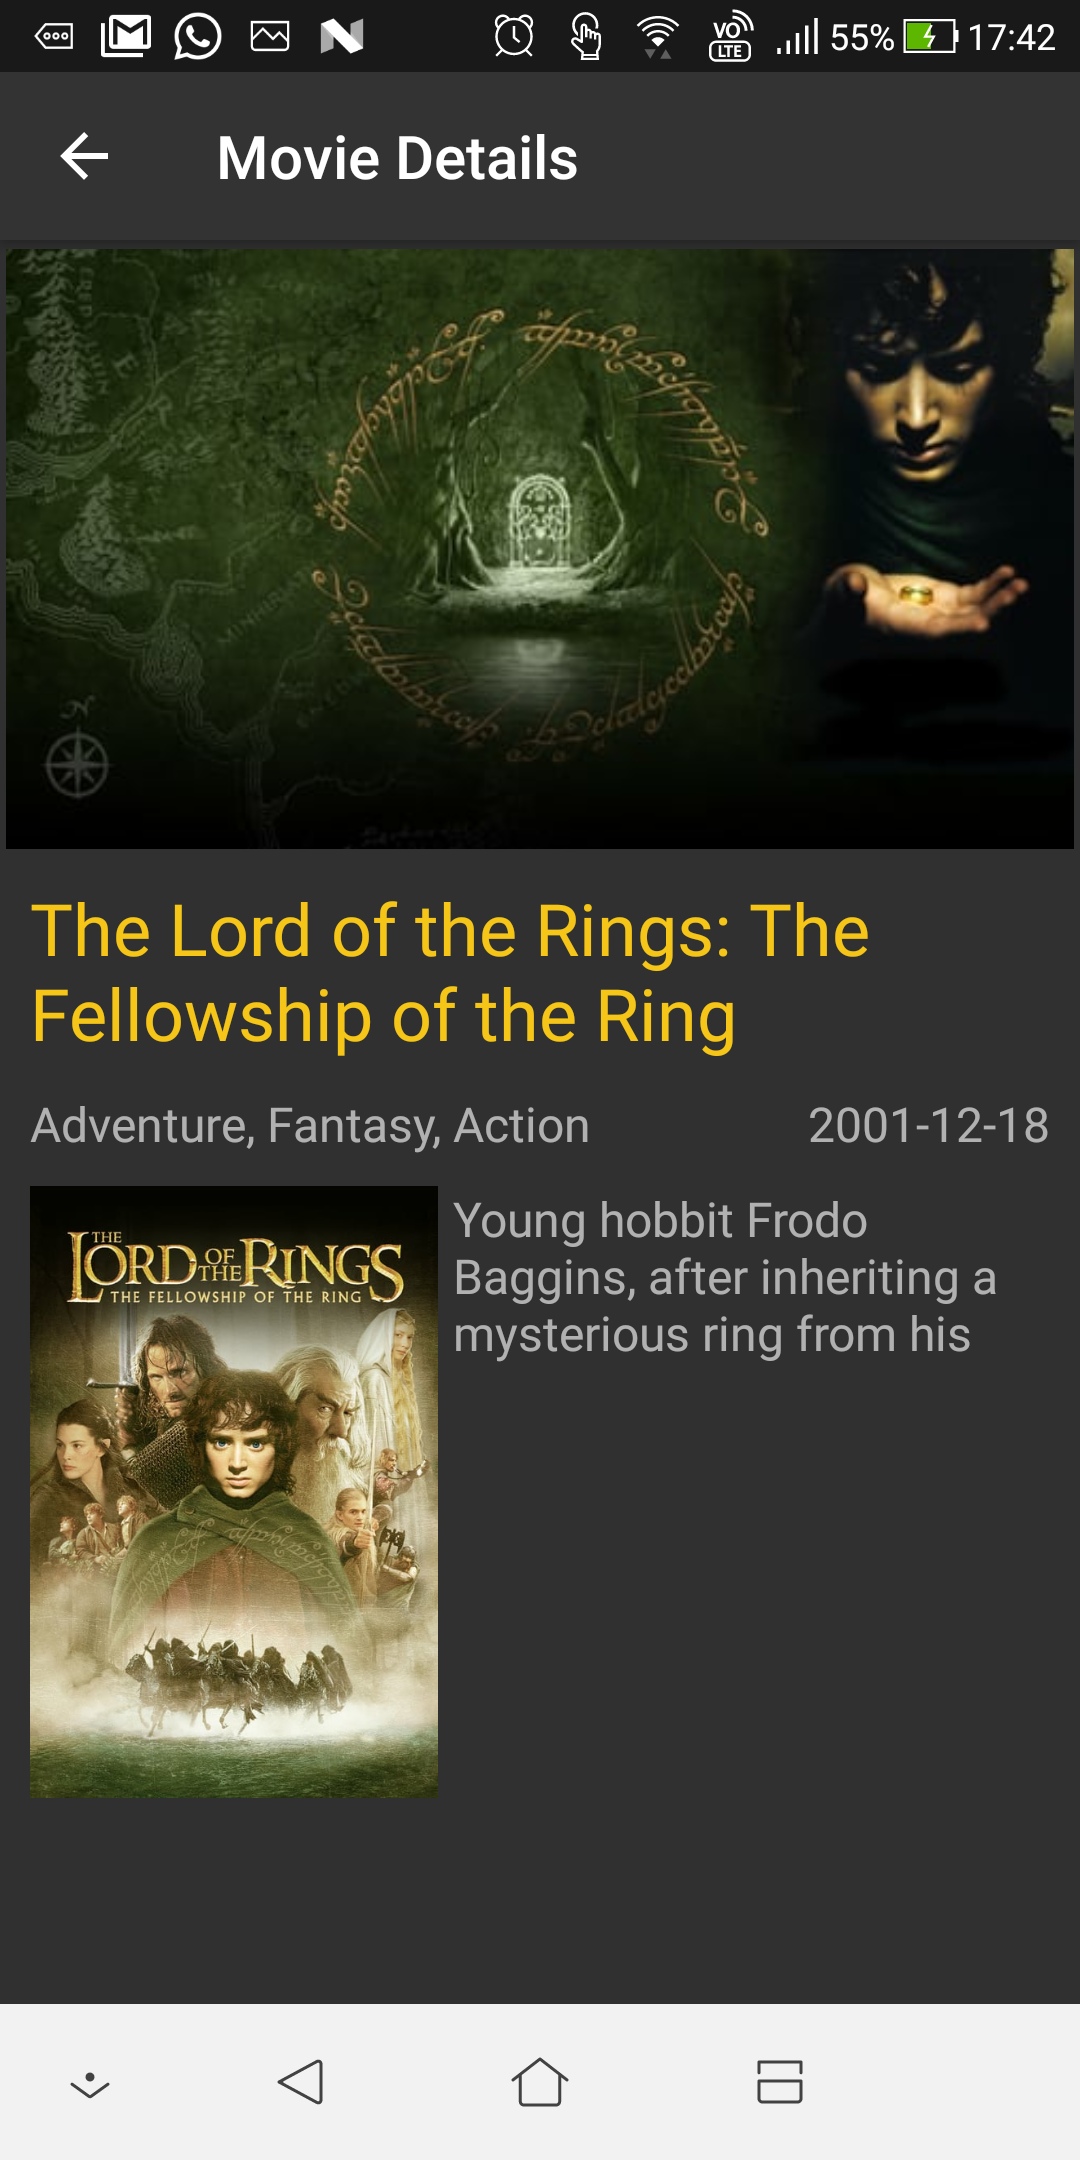 VO LTE 55% 17:42
Movie Details
The Lord of the Rings: The
Fellowship of the Ring
Adventure, Fantasy, Action 2001-12-18
THE
LORD OF THE RINGS
THE FELLOWSHIP OF THE RING
Young hobbit Frodo
Baggins, after inheriting a
mysterious ring from his